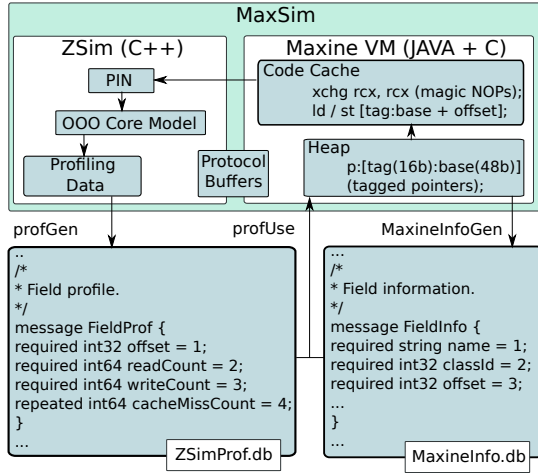 MaxSim
ZSim (C++)
PIN
OOO Core Model
Profiling
Data
Protocol
Buffers
Maxine VM (JAVA + C)
Code Cache
xchg rcx, rcx (magic NOPs);
ld / st [tag:base + offset];
Heap
p:[tag(16b):base(48b)]
(tagged pointers);
profGen
profUse
MaxineInfoGen
..
/*
* Field profile.
*/
message FieldProf {
required int32 offset = 1;
required int64 readCount = 2;
required int64 writeCount = 3;
repeated int64 cacheMissCount = 4;
}
...
ZSimProf.db
...
/*
* Field information.
*/
message FieldInfo {
required string name = 1;
required int32 classId = 2;
required int32 offset = 3;
...
}
...
MaxineInfo.db